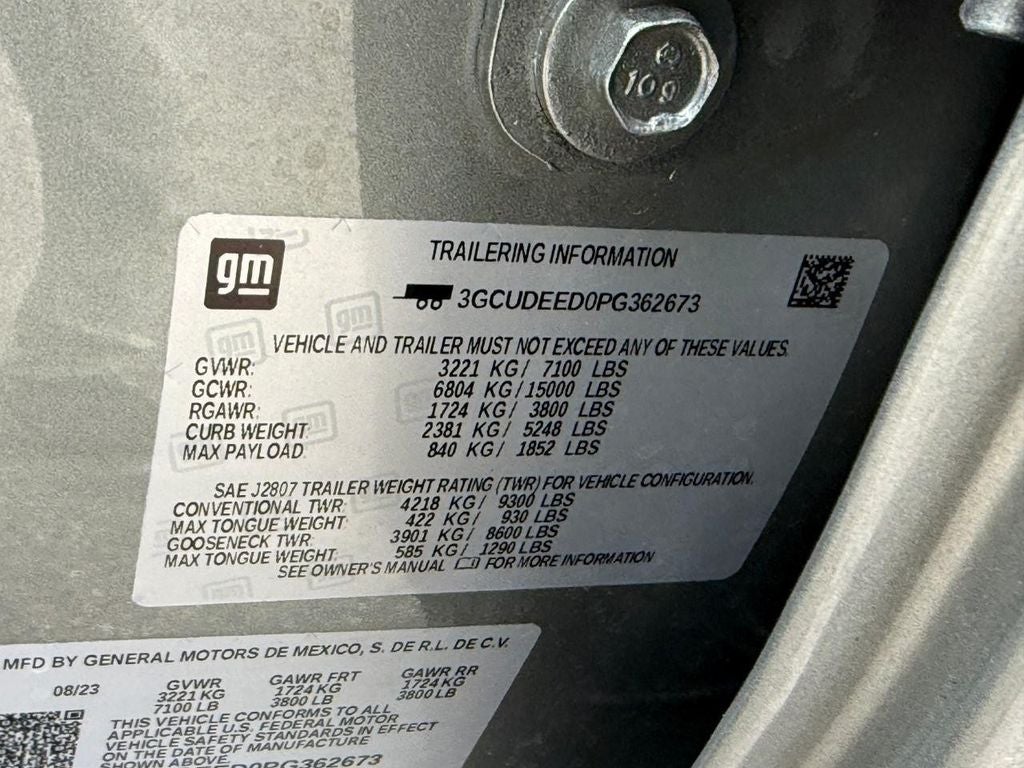 10.9
gm
TRAILERING INFORMATION
3GCUDEED0PG362673
VEHICLE AND TRAILER MUST NOT EXCEED ANY OF THESE VALUES.
GVWR: 3221 KG/ 7100 LBS
GCWR: 6804 KG/ 15000 LBS
RGAWR: 1724 KG/ 3800 LBS
CURB WEIGHT: 2381 KG/ 5248 LBS
MAX PAYLOAD: 840 KG/ 1852 LBS
SAE J2807 TRAILER WEIGHT RATING (TWR) FOR VEHICLE CONFIGURATION.
CONVENTIONAL TWR: 4218 KG/ 9300 LBS
MAX TONGUE WEIGHT: 422 KG/ 930 LBS
GOOSENECK TWR: 3901 KG/ 8600 LBS
MAX TONGUE WEIGHT: 585 KG/ 1290 LBS
SEE OWNER'S MANUAL FOR MORE INFORMATION
MFD BY GENERAL MOTORS DE MEXICO, S. DE R.L. DE C.V.
08/23 GVWR GAWR FRT GAWR RR
3221 KG 1724 KG 1724 KG
7100 LB 3800 LB 3800 LB
THIS VEHICLE CONFORMS TO ALL
APPLICABLE U.S. FEDERAL MOTOR
VEHICLE SAFETY STANDARDS IN EFFECT
ON THE DATE OF MANUFACTURE
SHOWN ABOVE.
ED0PG362673